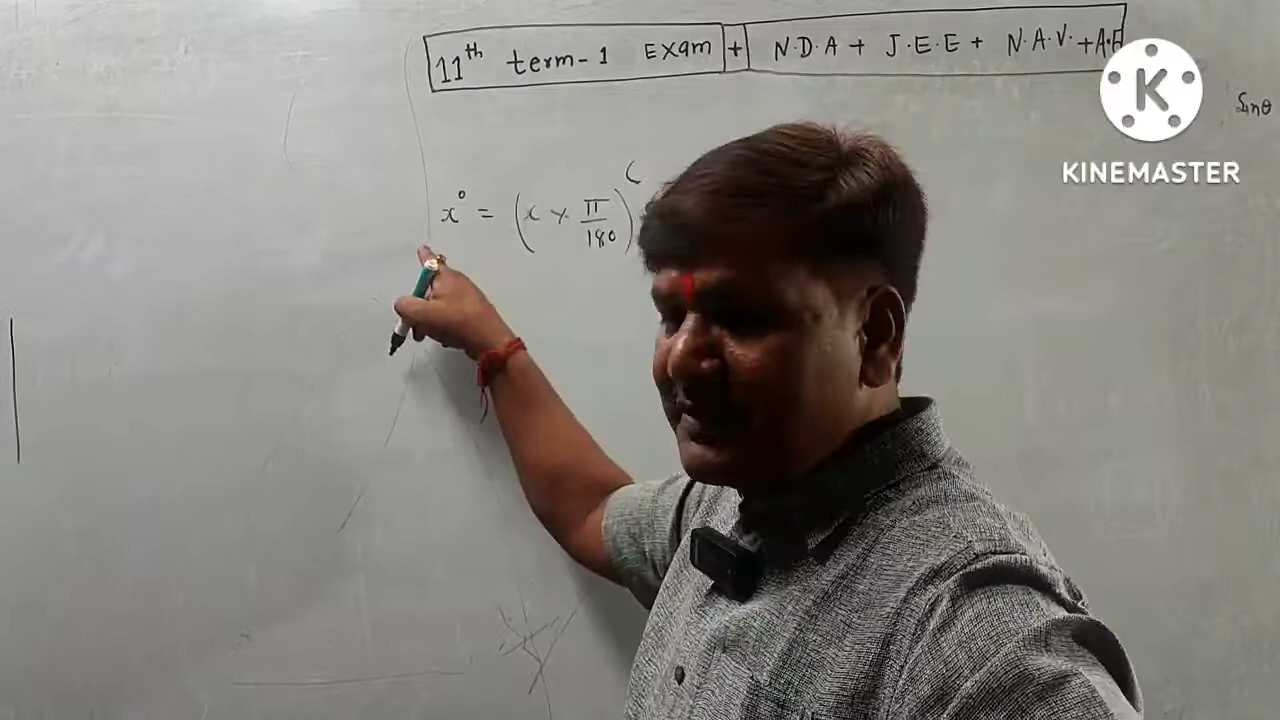 11th term-1 Exam + N.D.A + J.E.E + N.A.V. + A.F
K
KINEMASTER
Sinθ
x° = (x × π/180)ᶜ